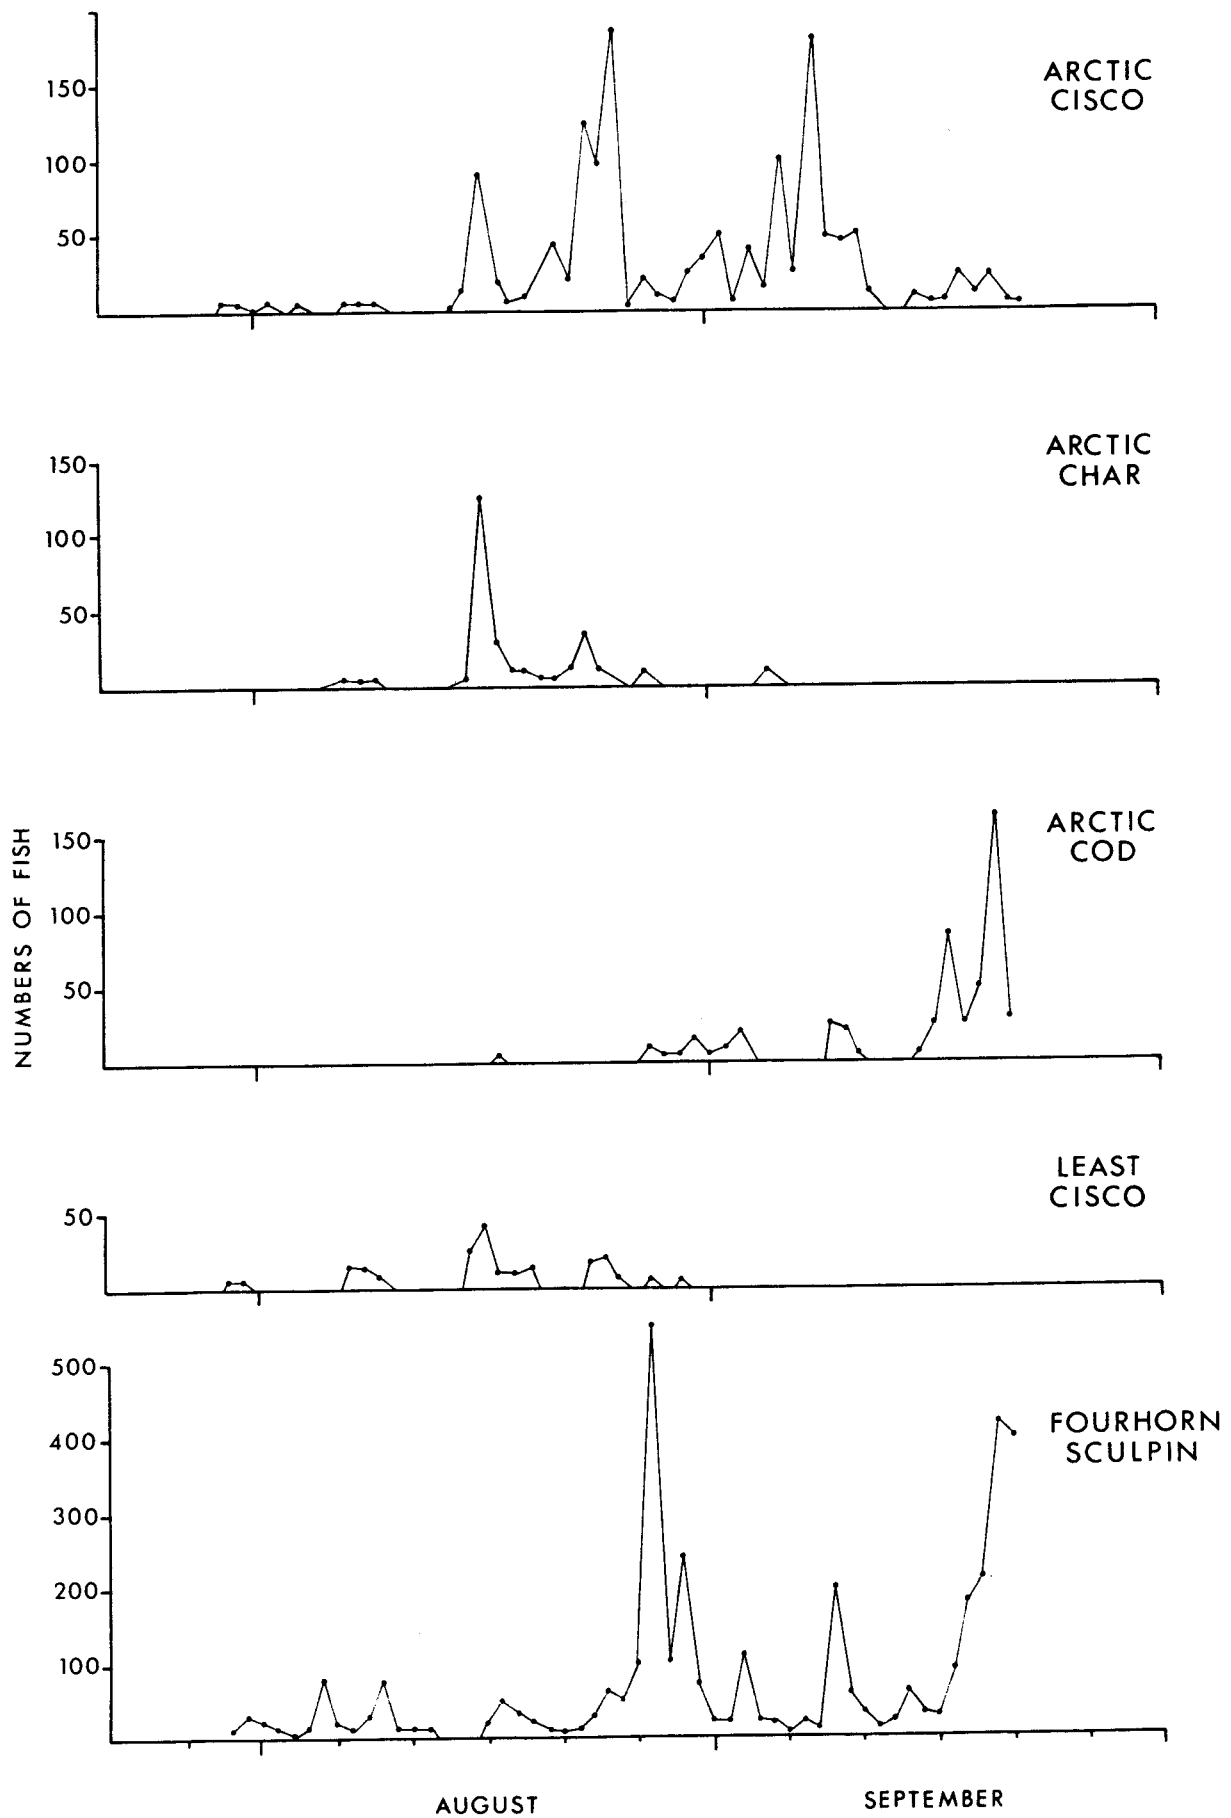 ARCTIC
CISCO
150
100
50
ARCTIC
CHAR
150
100
50
NUMBERS OF FISH
ARCTIC
COD
150
100
50
LEAST
CISCO
50
FOURHORN
SCULPIN
500
400
300
200
100
AUGUST
SEPTEMBER